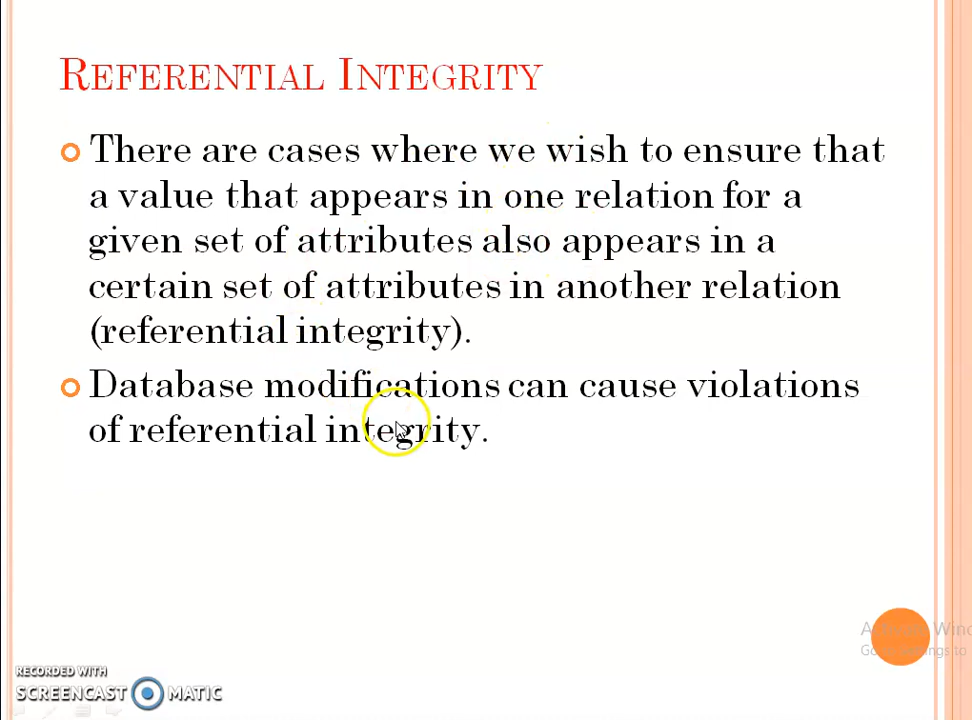 REFERENTIAL INTEGRITY
There are cases where we wish to ensure that
a value that appears in one relation for a
given set of attributes also appears in a
certain set of attributes in another relation
(referential integrity).
Database modifications can cause violations
of referential integrity.
RECORDED WITH
SCREENCAST MATIC
to